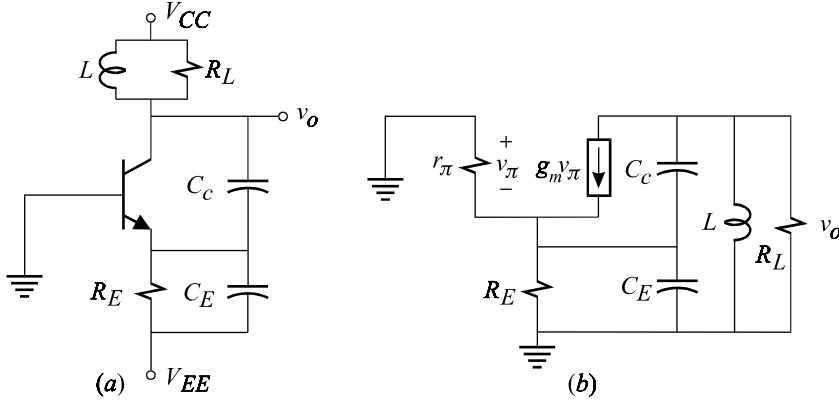 V_CC
L
R_L
v_o
C_c
R_E
C_E
V_EE
(a)
r_π
+
v_π
−
g_m v_π
C_c
L
R_L
v_o
R_E
C_E
(b)